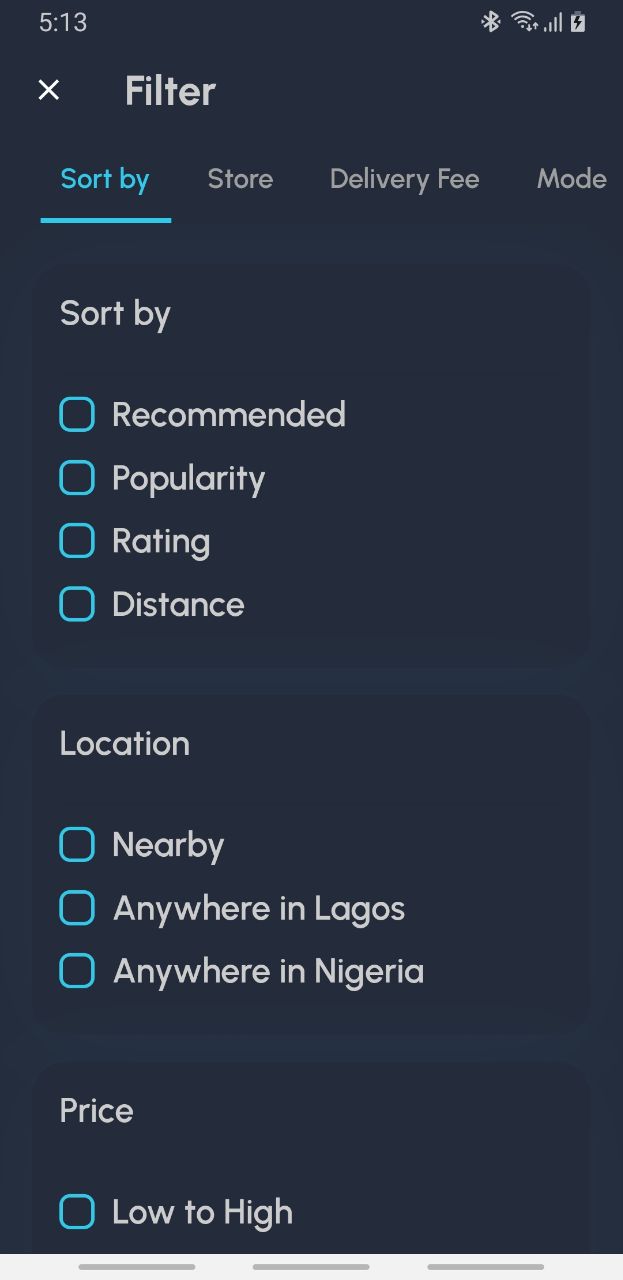 5:13
Filter
Sort by Store Delivery Fee Mode
Sort by
Recommended
Popularity
Rating
Distance
Location
Nearby
Anywhere in Lagos
Anywhere in Nigeria
Price
Low to High